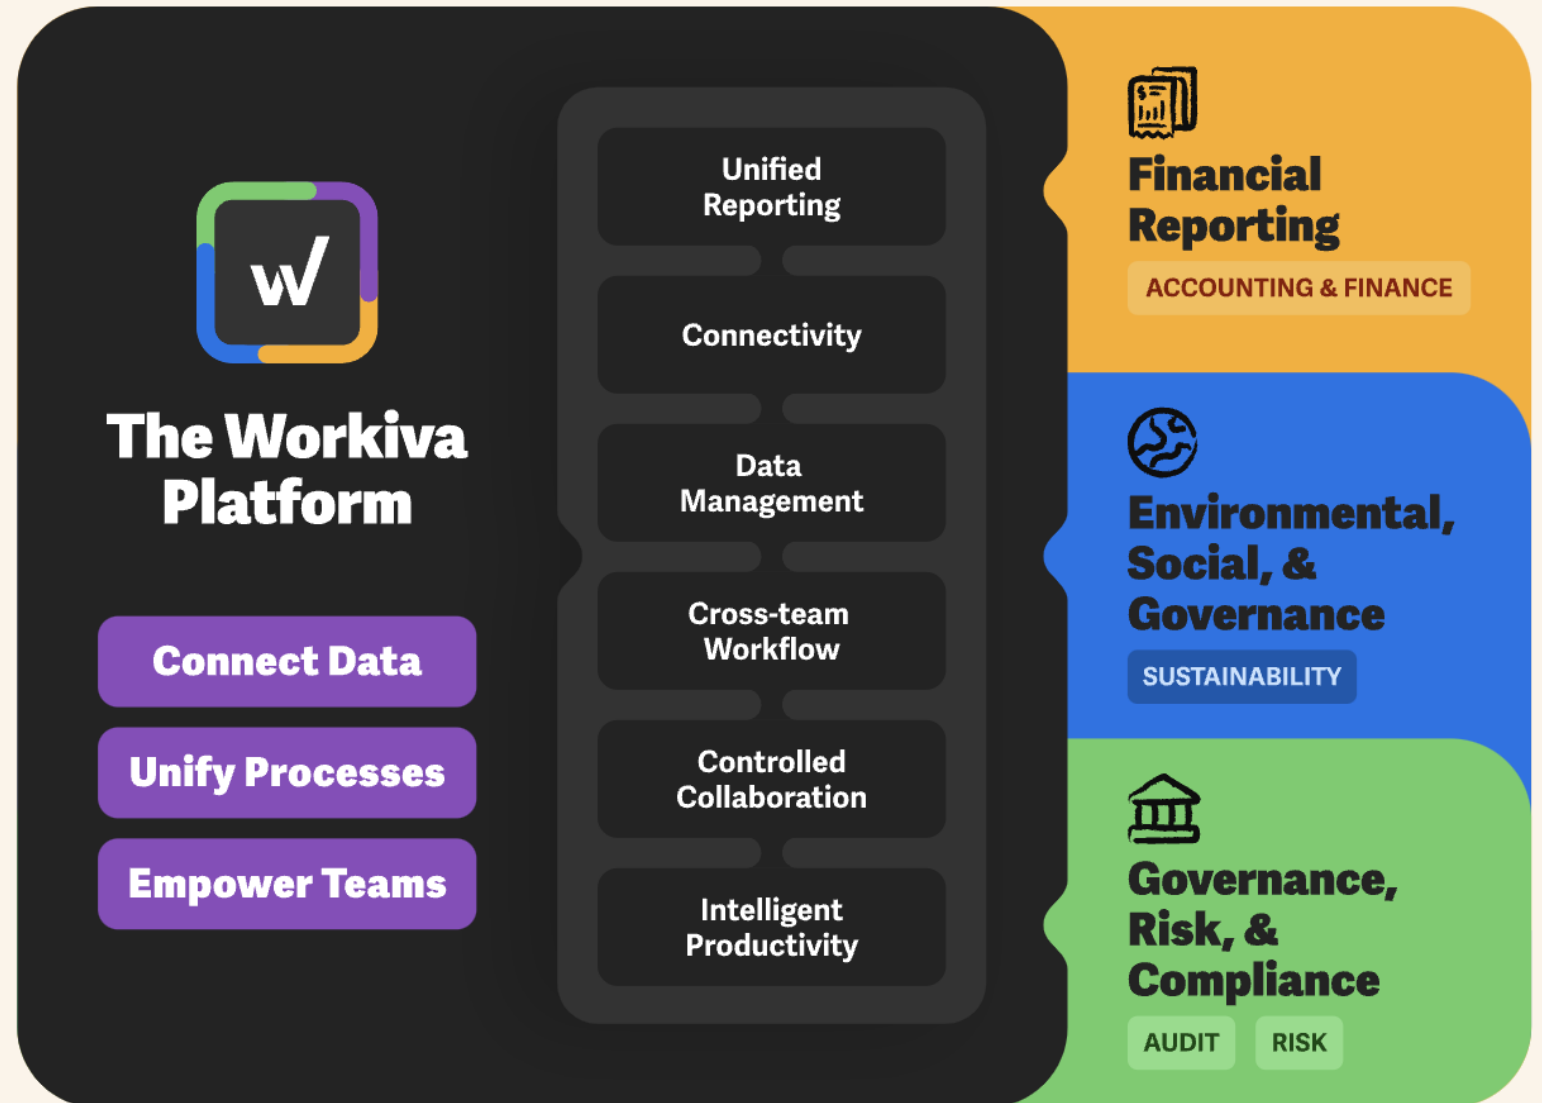 w
The Workiva
Platform
Connect Data
Unify Processes
Empower Teams
Unified
Reporting
Connectivity
Data
Management
Cross-team
Workflow
Controlled
Collaboration
Intelligent
Productivity
$
Financial
Reporting
ACCOUNTING & FINANCE
Environmental,
Social, &
Governance
SUSTAINABILITY
Governance,
Risk, &
Compliance
AUDIT RISK